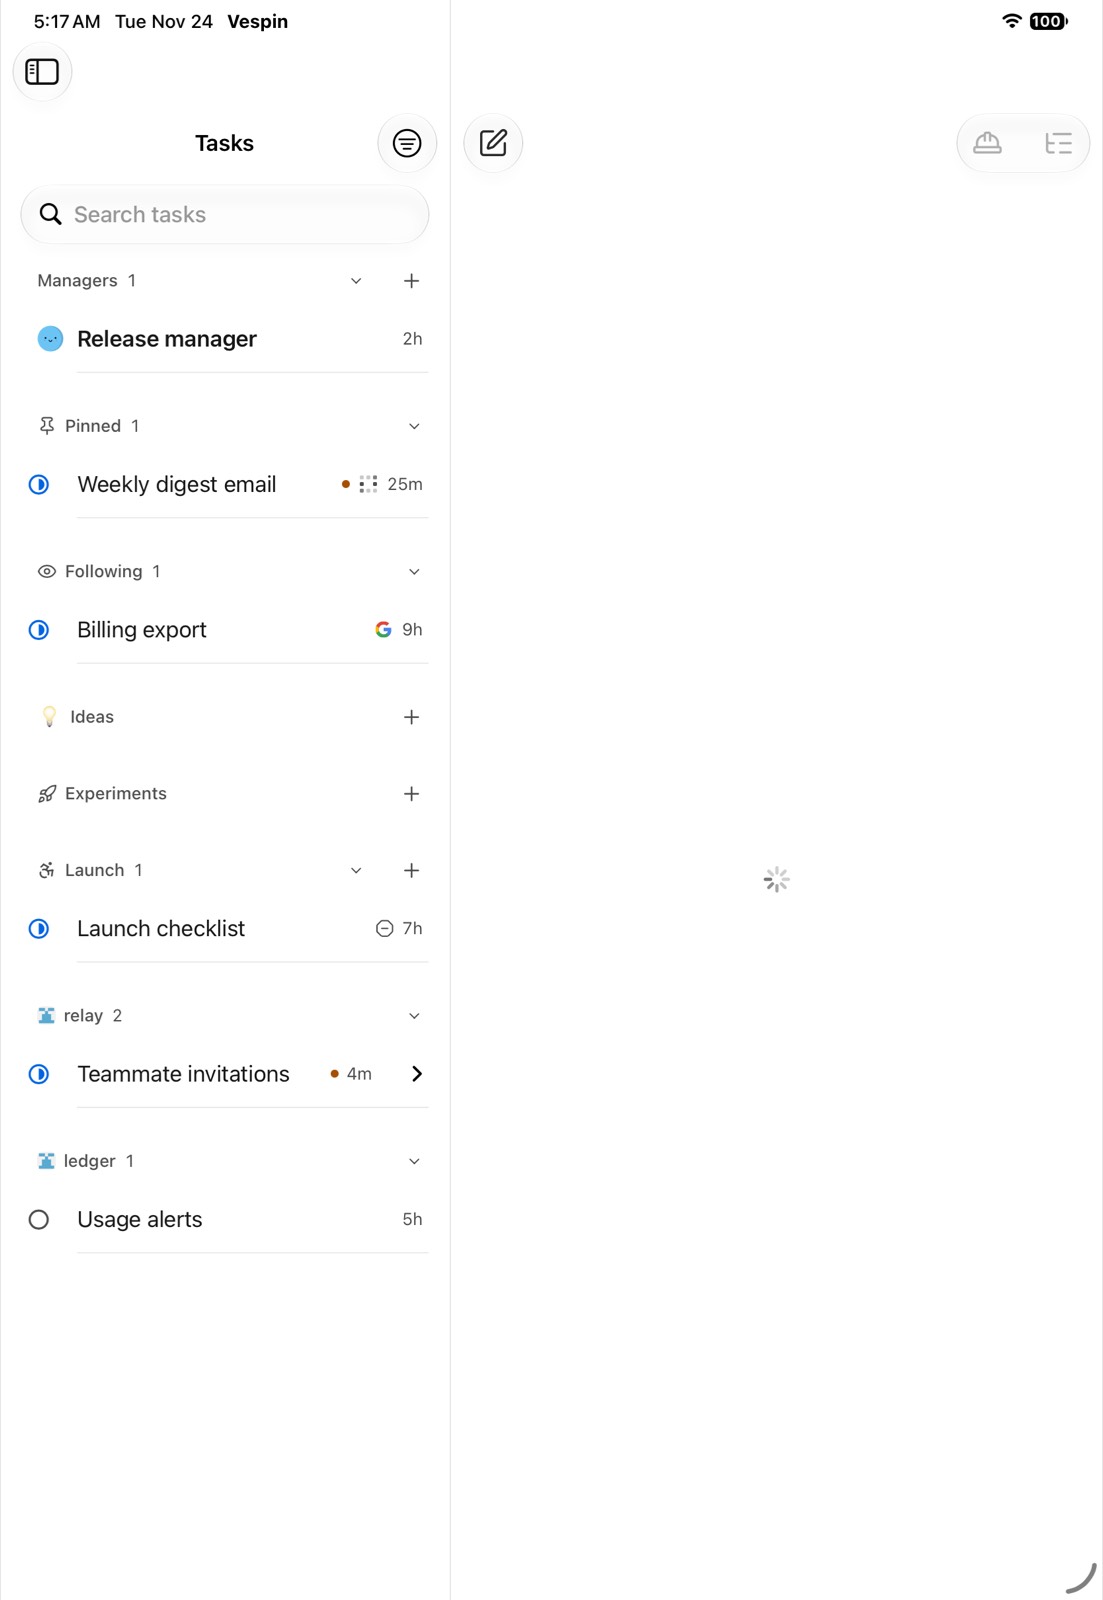 5:17 AM Tue Nov 24 Vespin
100
Tasks
Search tasks
Managers 1
Release manager 2h
Pinned 1
Weekly digest email 25m
Following 1
Billing export 9h
Ideas
Experiments
Launch 1
Launch checklist 7h
relay 2
Teammate invitations 4m
ledger 1
Usage alerts 5h